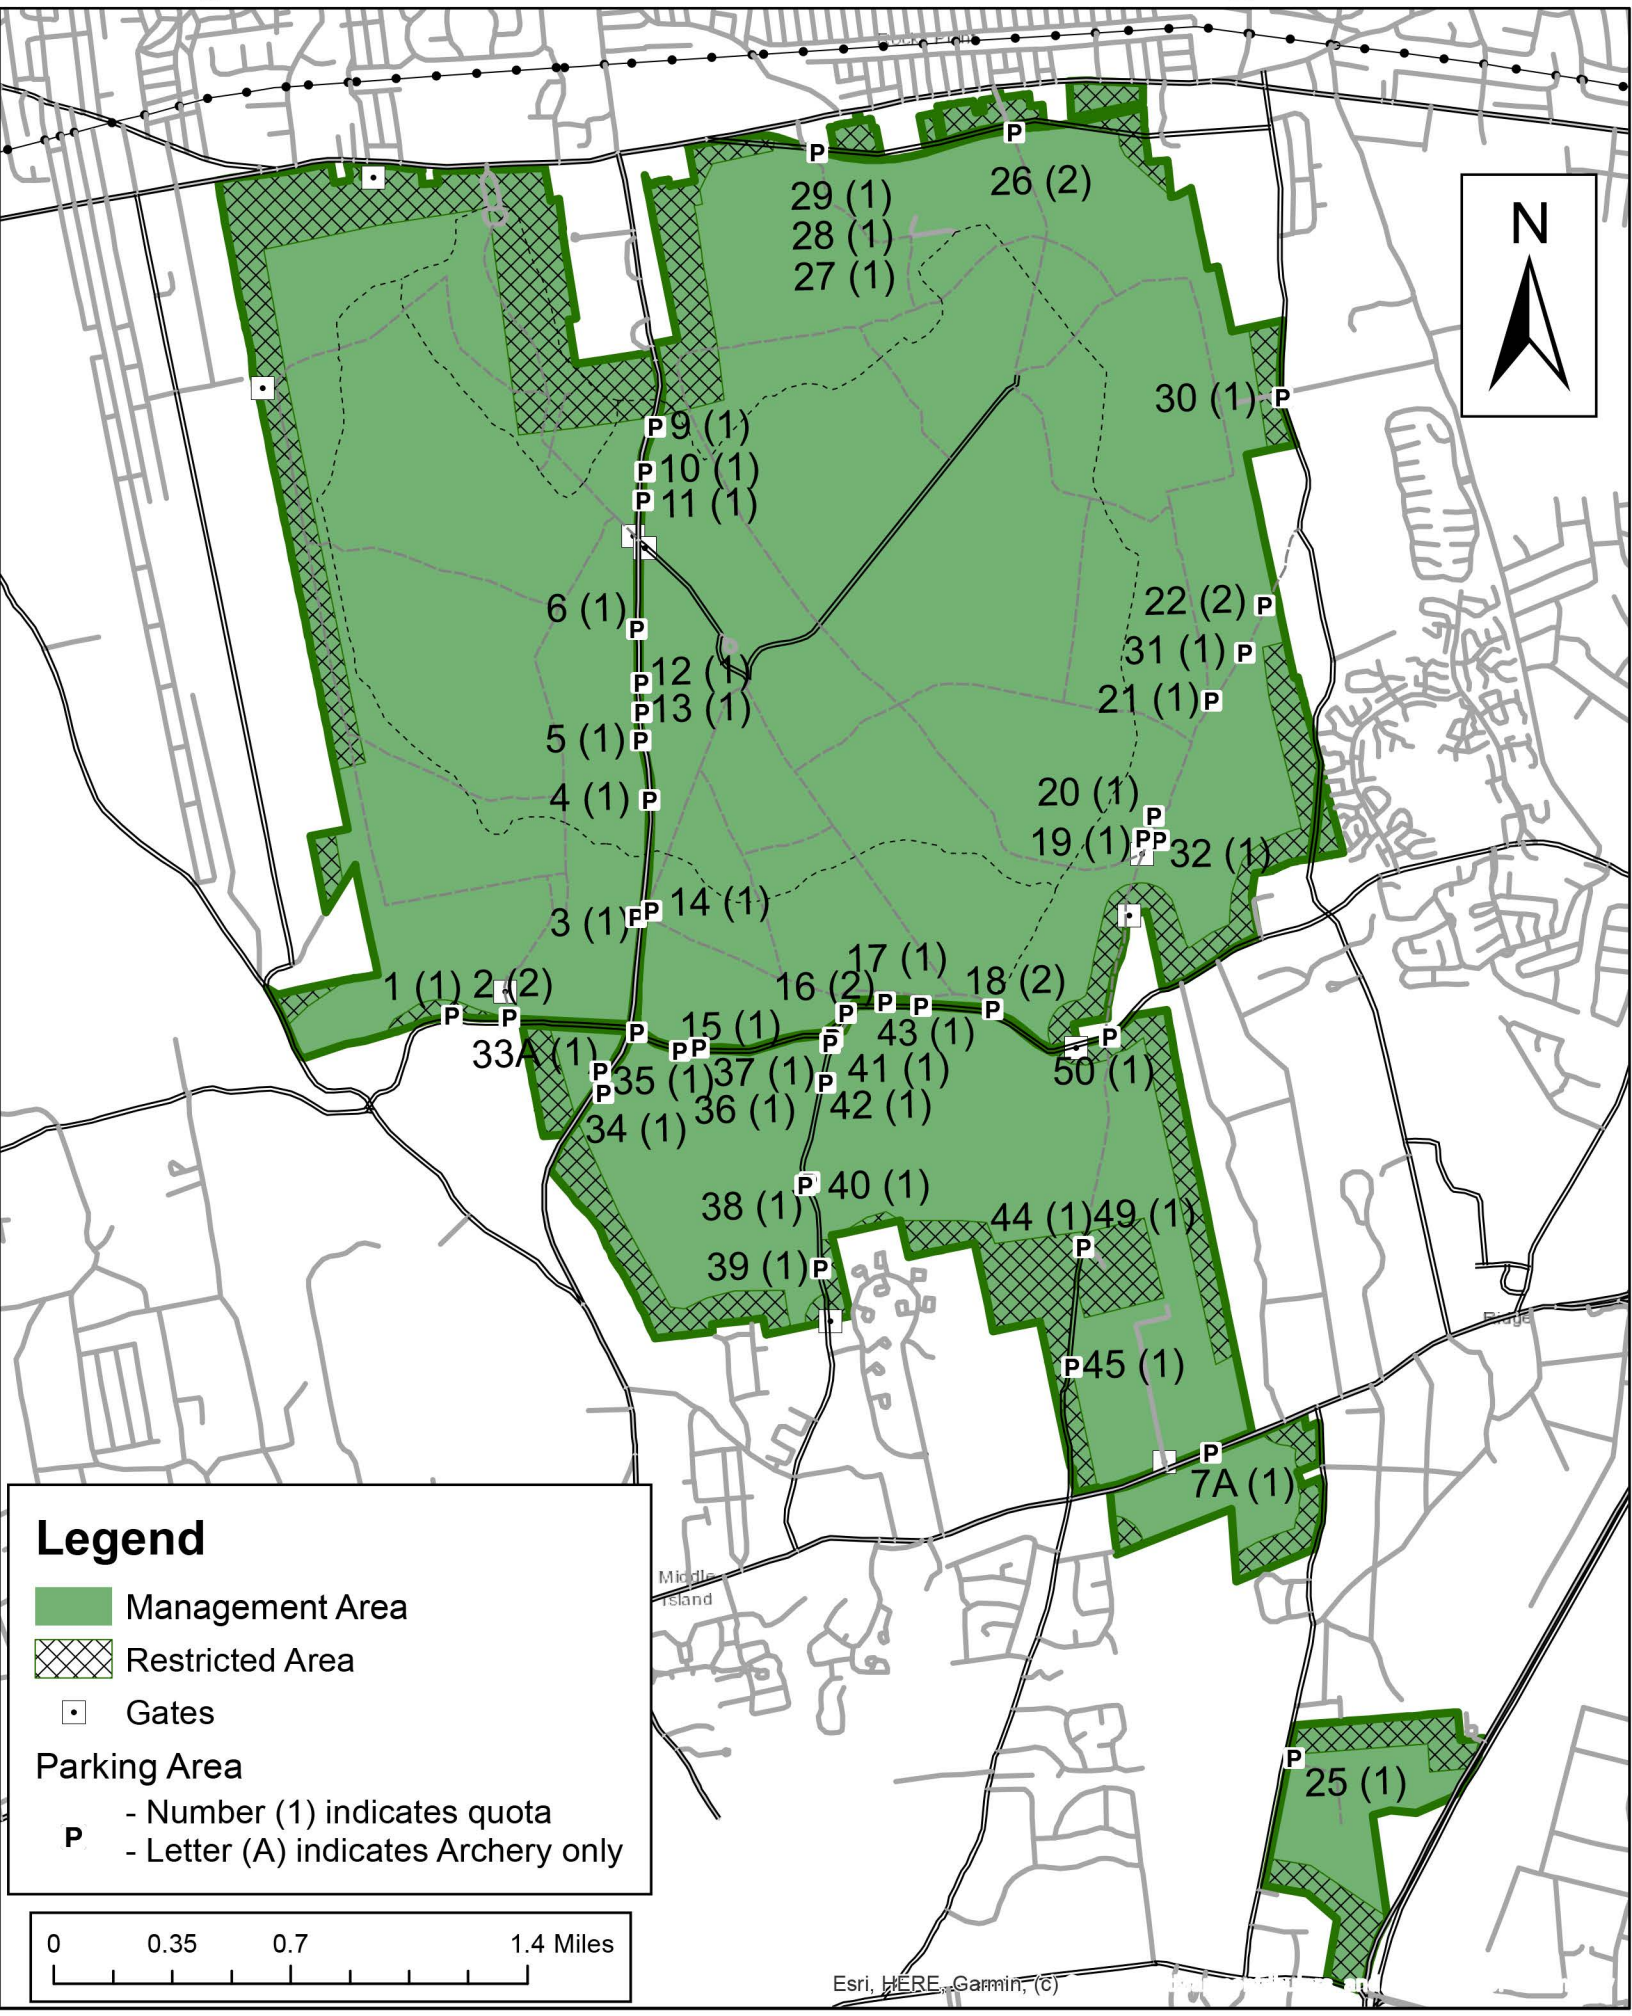 N
29 (1)
28 (1)
27 (1)
26 (2)
30 (1)
9 (1)
10 (1)
11 (1)
6 (1)
22 (2)
31 (1)
12 (1)
13 (1)
21 (1)
5 (1)
4 (1)
20 (1)
19 (1)
32 (1)
3 (1)
14 (1)
17 (1)
1 (1)
2 (2)
16 (2)
18 (2)
15 (1)
43 (1)
33A (1)
35 (1)
37 (1)
41 (1)
50 (1)
36 (1)
42 (1)
34 (1)
38 (1)
40 (1)
44 (1)
49 (1)
39 (1)
Ridge
45 (1)
7A (1)
Middle
Island
25 (1)
Legend
Management Area
Restricted Area
Gates
Parking Area
P
- Number (1) indicates quota
- Letter (A) indicates Archery only
0 0.35 0.7 1.4 Miles
Esri, HERE, Garmin, (c)